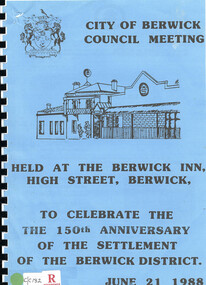 CITY OF BERWICK
COUNCIL MEETING
HELD AT THE BERWICK INN,
HIGH STREET, BERWICK,
TO CELEBRATE THE
THE 150th ANNIVERSARY
OF THE SETTLEMENT
OF THE BERWICK DISTRICT.
R
JUNE 21 1988